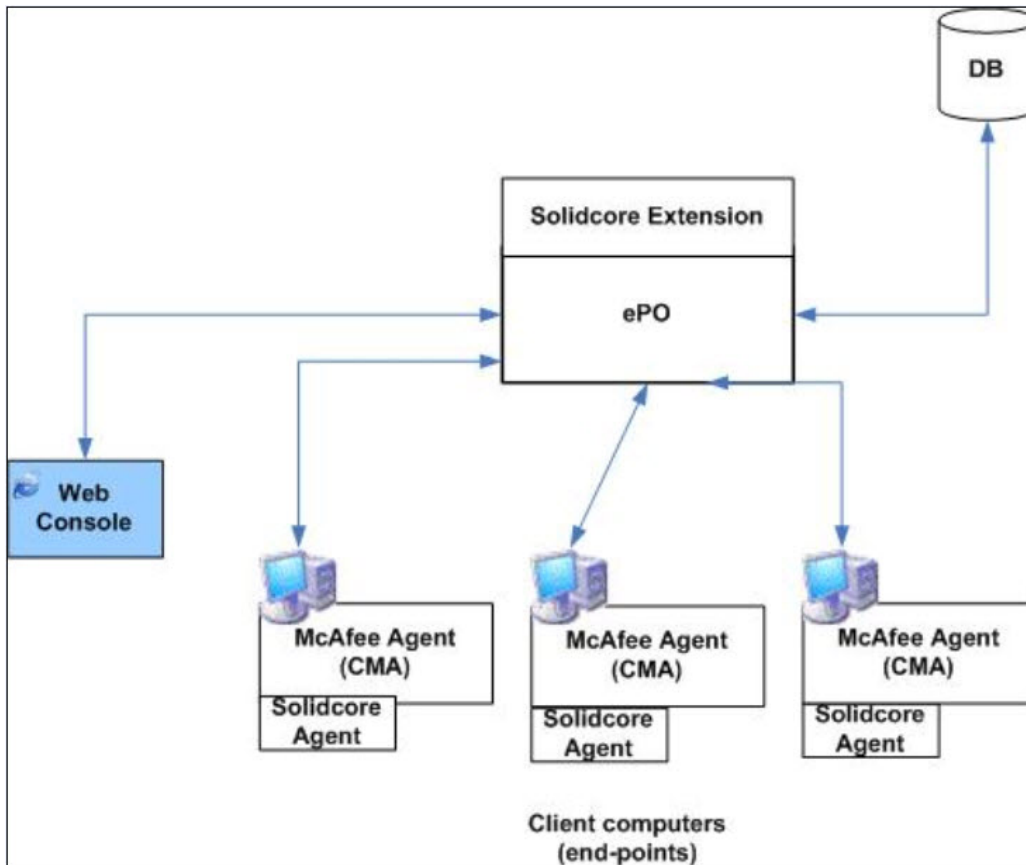 DB
Solidcore Extension
ePO
Web
Console
McAfee Agent
(CMA)
Solidcore
Agent
McAfee Agent
(CMA)
Solidcore
Agent
McAfee Agent
(CMA)
Solidcore
Agent
Client computers
(end-points)